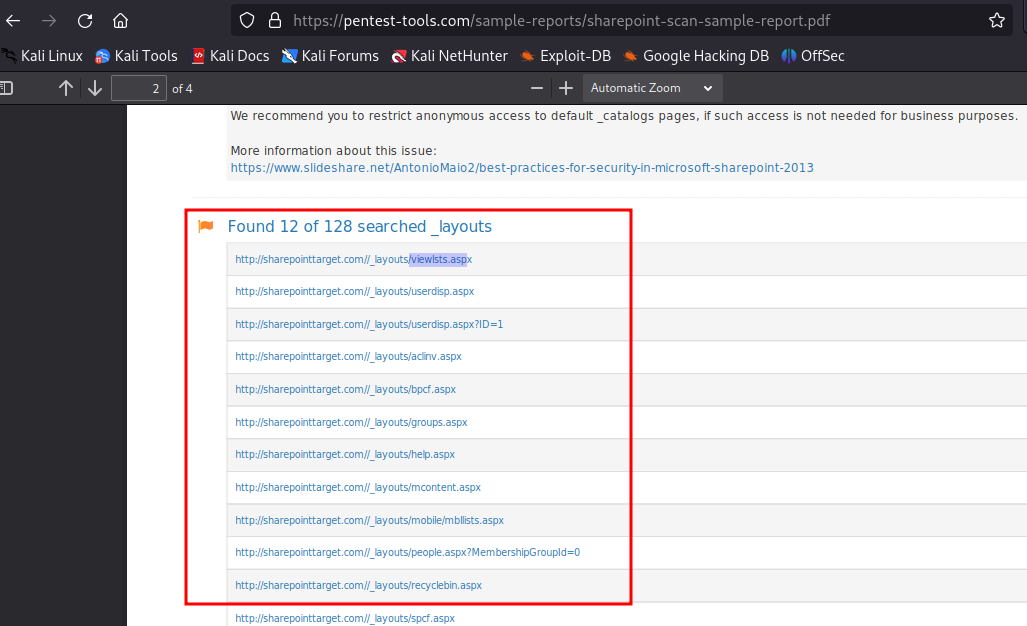 https://pentest-tools.com/sample-reports/sharepoint-scan-sample-report.pdf
Kali Linux Kali Tools Kali Docs Kali Forums Kali NetHunter Exploit-DB Google Hacking DB OffSec
2 of 4 Automatic Zoom
We recommend you to restrict anonymous access to default _catalogs pages, if such access is not needed for business purposes.
More information about this issue:
https://www.slideshare.net/AntonioMaio2/best-practices-for-security-in-microsoft-sharepoint-2013
Found 12 of 128 searched _layouts
http://sharepointtarget.com//_layouts/viewlsts.aspx
http://sharepointtarget.com//_layouts/userdisp.aspx
http://sharepointtarget.com//_layouts/userdisp.aspx?ID=1
http://sharepointtarget.com//_layouts/aclinv.aspx
http://sharepointtarget.com//_layouts/bpcf.aspx
http://sharepointtarget.com//_layouts/groups.aspx
http://sharepointtarget.com//_layouts/help.aspx
http://sharepointtarget.com//_layouts/mcontent.aspx
http://sharepointtarget.com//_layouts/mobile/mbllists.aspx
http://sharepointtarget.com//_layouts/people.aspx?MembershipGroupId=0
http://sharepointtarget.com//_layouts/recyclebin.aspx
http://sharepointtarget.com//_layouts/spcf.aspx